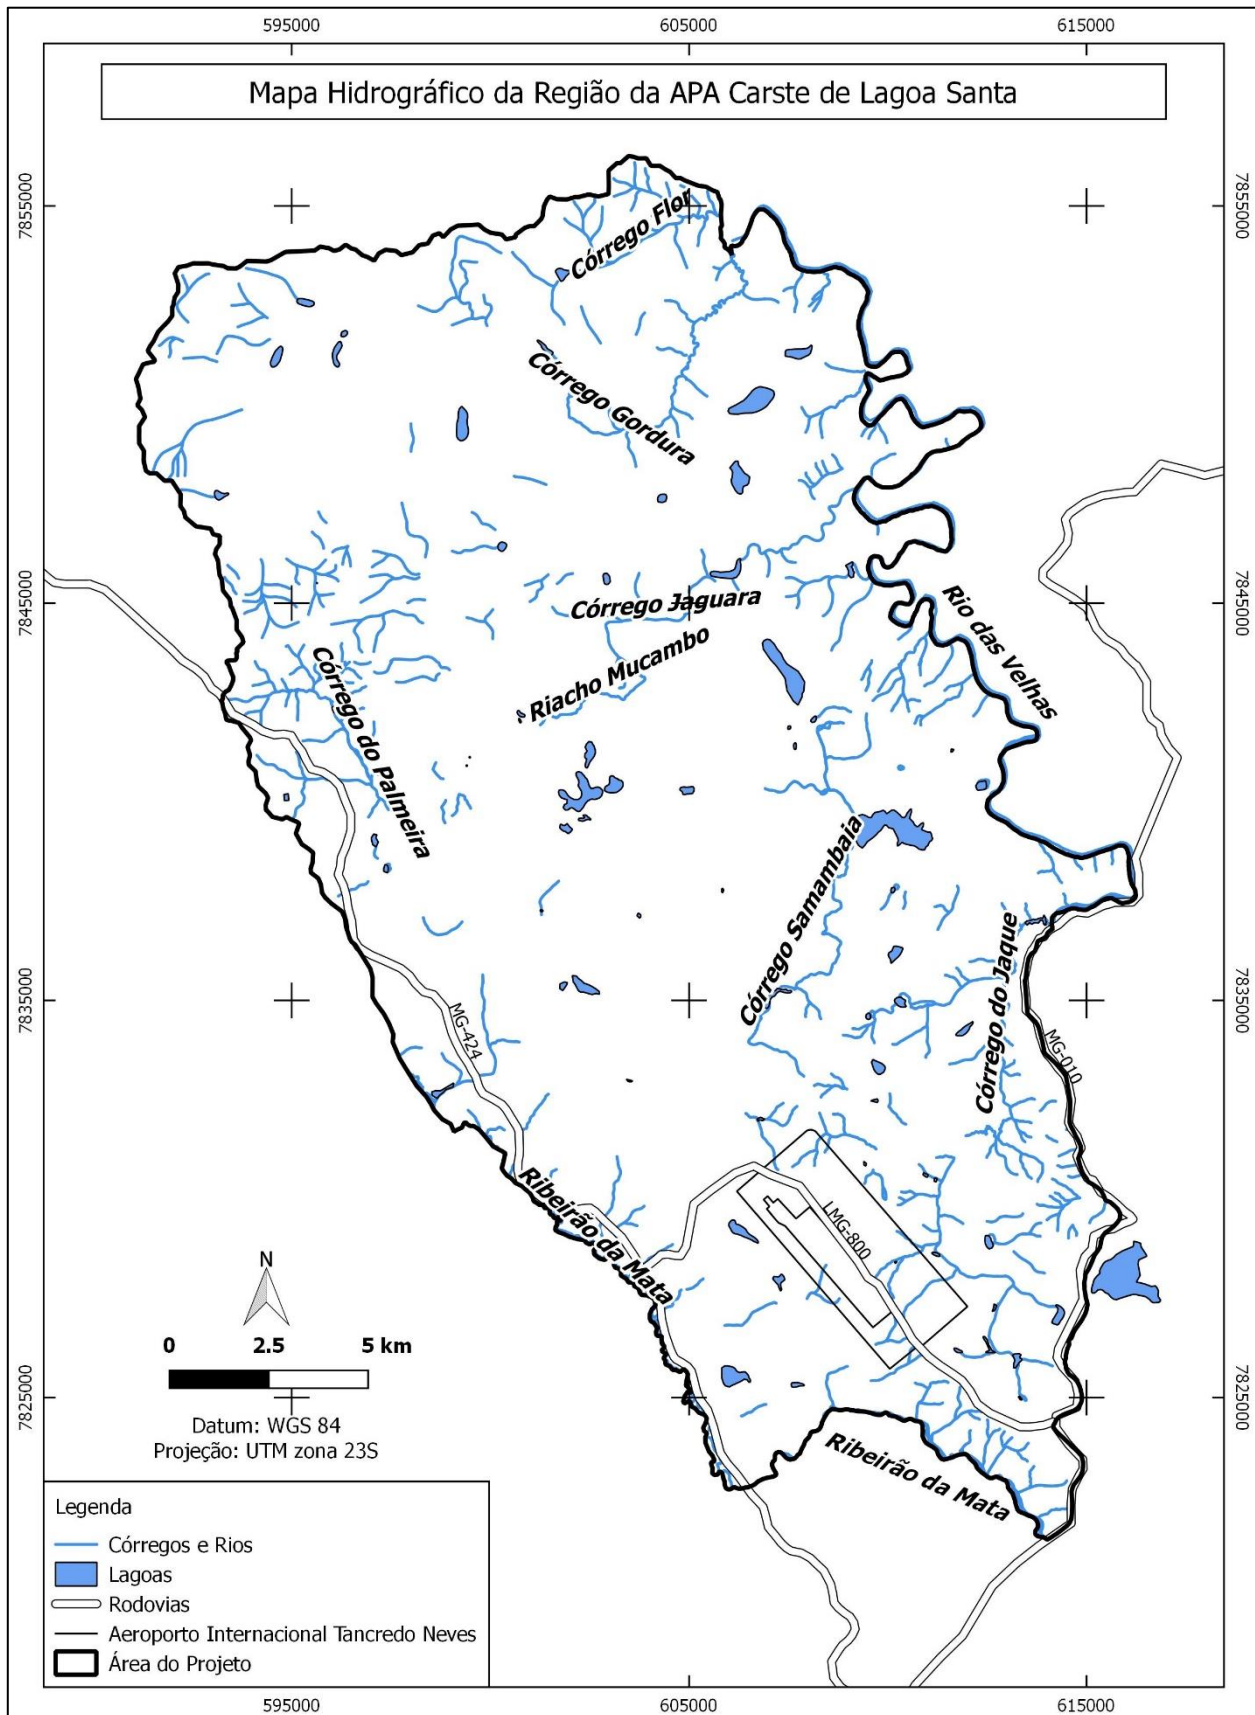 595000
605000
615000
Mapa Hidrográfico da Região da APA Carste de Lagoa Santa
7855000
7855000
Córrego Flor
Córrego Gordura
7845000
7845000
Córrego Jaguara
Rio das Velhas
Riacho Mucambo
Córrego do Palmeira
Córrego Samambaia
Córrego do Jaque
7835000
7835000
MG-424
MG-010
Ribeirão da Mata
LMG-800
N
0 2.5 5 km
7825000
7825000
Datum: WGS 84
Projeção: UTM zona 23S
Ribeirão da Mata
Legenda
Córregos e Rios
Lagoas
Rodovias
Aeroporto Internacional Tancredo Neves
Área do Projeto
595000
605000
615000